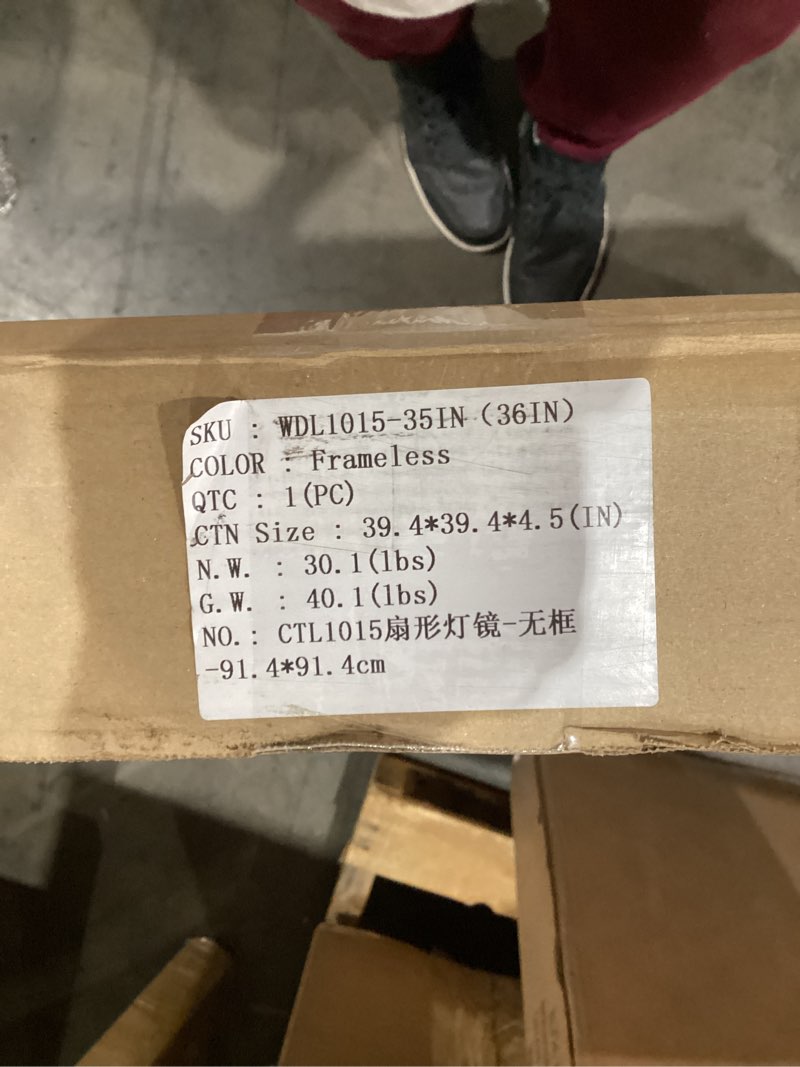 SKU : WDL1015-35IN（36IN）
COLOR : Frameless
QTC : 1(PC)
CTN Size : 39.4*39.4*4.5(IN)
N.W. : 30.1(lbs)
G.W. : 40.1(lbs)
NO.: CTL1015扇形灯镜-无框
-91.4*91.4cm